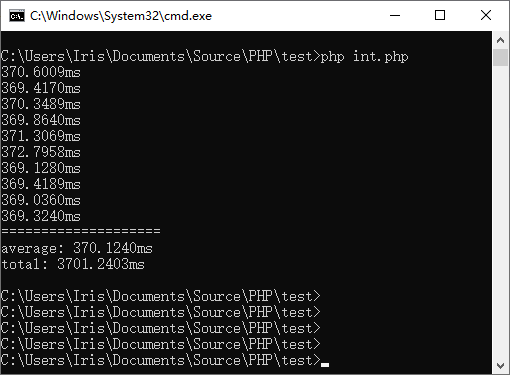 C:\Windows\System32\cmd.exe
C:\Users\Iris\Documents\Source\PHP\test>php int.php
370.6009ms
369.4170ms
370.3489ms
369.8640ms
371.3069ms
372.7958ms
369.1280ms
369.4189ms
369.0360ms
369.3240ms
====================
average: 370.1240ms
total: 3701.2403ms
C:\Users\Iris\Documents\Source\PHP\test>
C:\Users\Iris\Documents\Source\PHP\test>
C:\Users\Iris\Documents\Source\PHP\test>
C:\Users\Iris\Documents\Source\PHP\test>
C:\Users\Iris\Documents\Source\PHP\test>